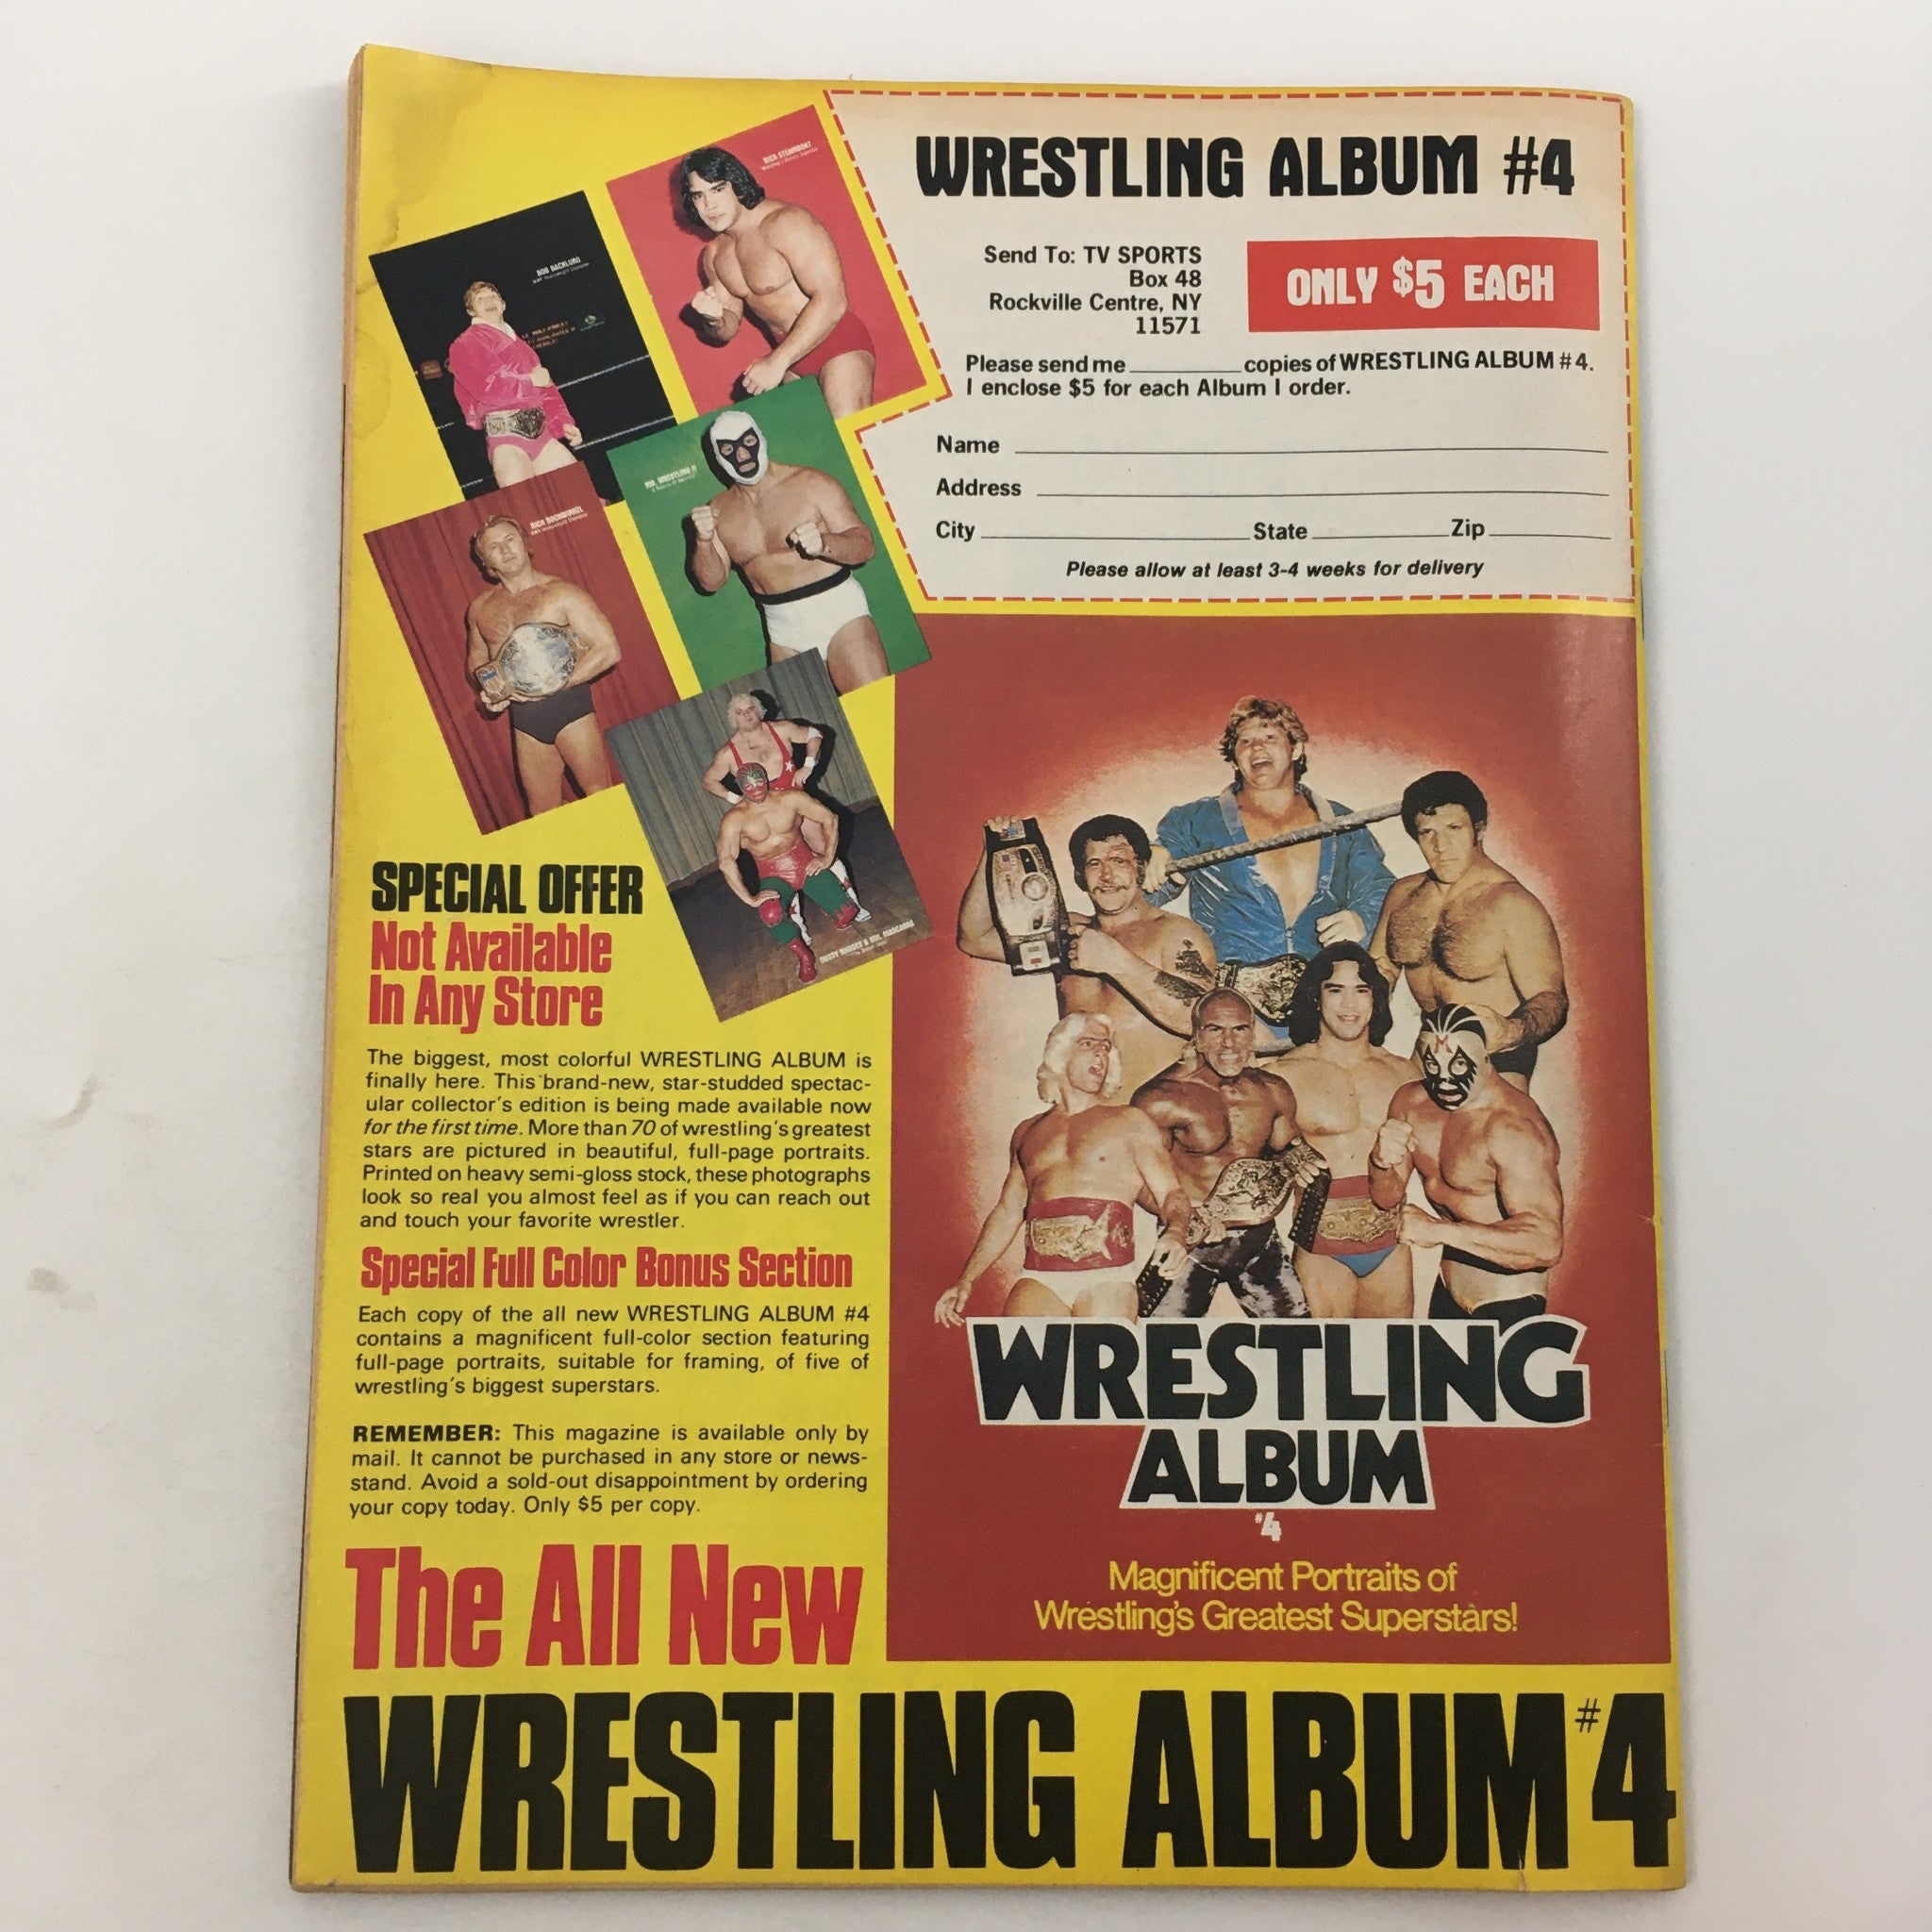 WRESTLING ALBUM #4
Send To: TV SPORTS
Box 48
Rockville Centre, NY
11571
ONLY $5 EACH
Please send me ________ copies of WRESTLING ALBUM #4.
I enclose $5 for each Album I order.
Name
Address
City State Zip
Please allow at least 3-4 weeks for delivery
RICK STEAMBOAT
BOB BACKLUND
MR. WRESTLING II
NICK BOCKWINKEL
DUSTY RHODES & MIL MASCARAS
SPECIAL OFFER
Not Available
In Any Store
The biggest, most colorful WRESTLING ALBUM is
finally here. This brand-new, star-studded spectac-
ular collector's edition is being made available now
for the first time. More than 70 of wrestling's greatest
stars are pictured in beautiful, full-page portraits.
Printed on heavy semi-gloss stock, these photographs
look so real you almost feel as if you can reach out
and touch your favorite wrestler.
Special Full Color Bonus Section
Each copy of the all new WRESTLING ALBUM #4
contains a magnificent full-color section featuring
full-page portraits, suitable for framing, of five of
wrestling's biggest superstars.
REMEMBER: This magazine is available only by
mail. It cannot be purchased in any store or news-
stand. Avoid a sold-out disappointment by ordering
your copy today. Only $5 per copy.
M
WRESTLING
ALBUM
#4
Magnificent Portraits of
Wrestling's Greatest Superstars!
The All New
WRESTLING ALBUM #4